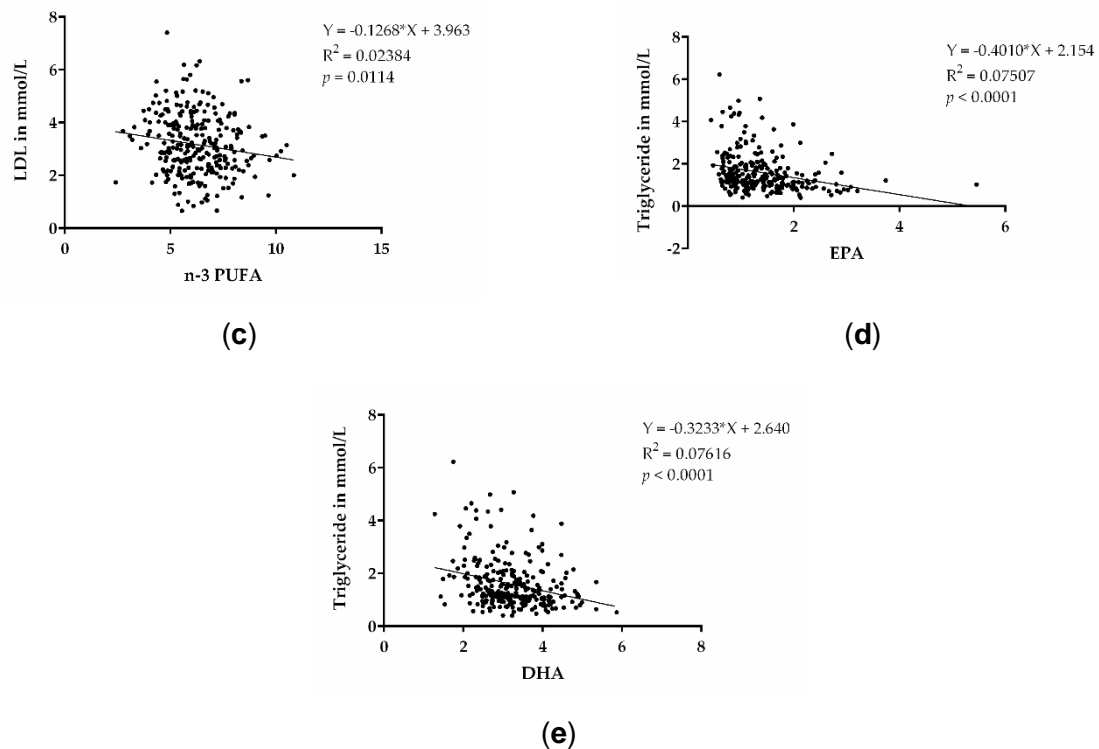 Y = -0.1268*X + 3.963
R² = 0.02384
p = 0.0114
LDL in mmol/L
8
6
4
2
0
0 5 10 15
n-3 PUFA
(c)
Y = -0.4010*X + 2.154
R² = 0.07507
p < 0.0001
Triglyceride in mmol/L
8
6
4
2
0
-2
2 4 6
EPA
(d)
Y = -0.3233*X + 2.640
R² = 0.07616
p < 0.0001
Triglyceride in mmol/L
8
6
4
2
0
0 2 4 6 8
DHA
(e)